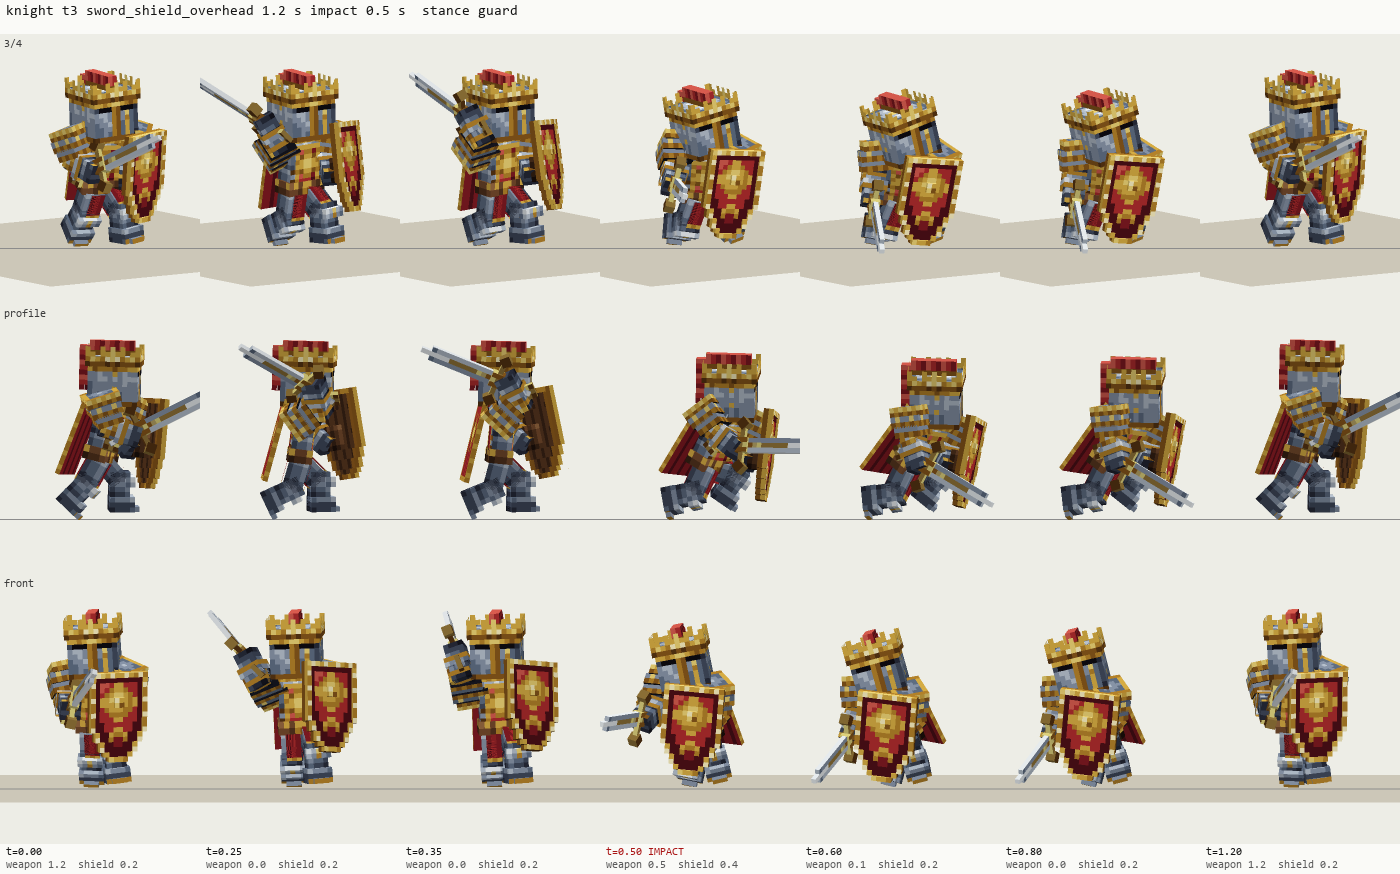 knight t3 sword_shield_overhead 1.2 s impact 0.5 s  stance guard
3/4
profile
front
t=0.00 t=0.25 t=0.35 t=0.50 IMPACT t=0.60 t=0.80 t=1.20
weapon 1.2  shield 0.2 weapon 0.0  shield 0.2 weapon 0.0  shield 0.2 weapon 0.5  shield 0.4 weapon 0.1  shield 0.2 weapon 0.0  shield 0.2 weapon 1.2  shield 0.2